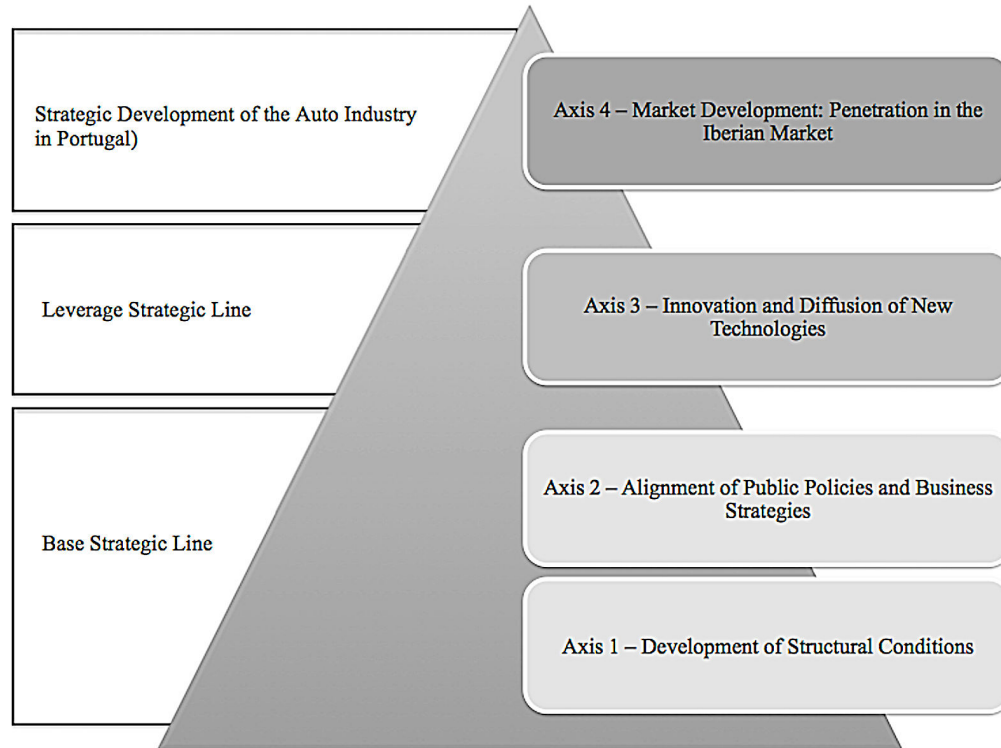 Strategic Development of the Auto Industry
in Portugal)
Axis 4 – Market Development: Penetration in the
Iberian Market
Leverage Strategic Line
Axis 3 – Innovation and Diffusion of New
Technologies
Base Strategic Line
Axis 2 – Alignment of Public Policies and Business
Strategies
Axis 1 – Development of Structural Conditions